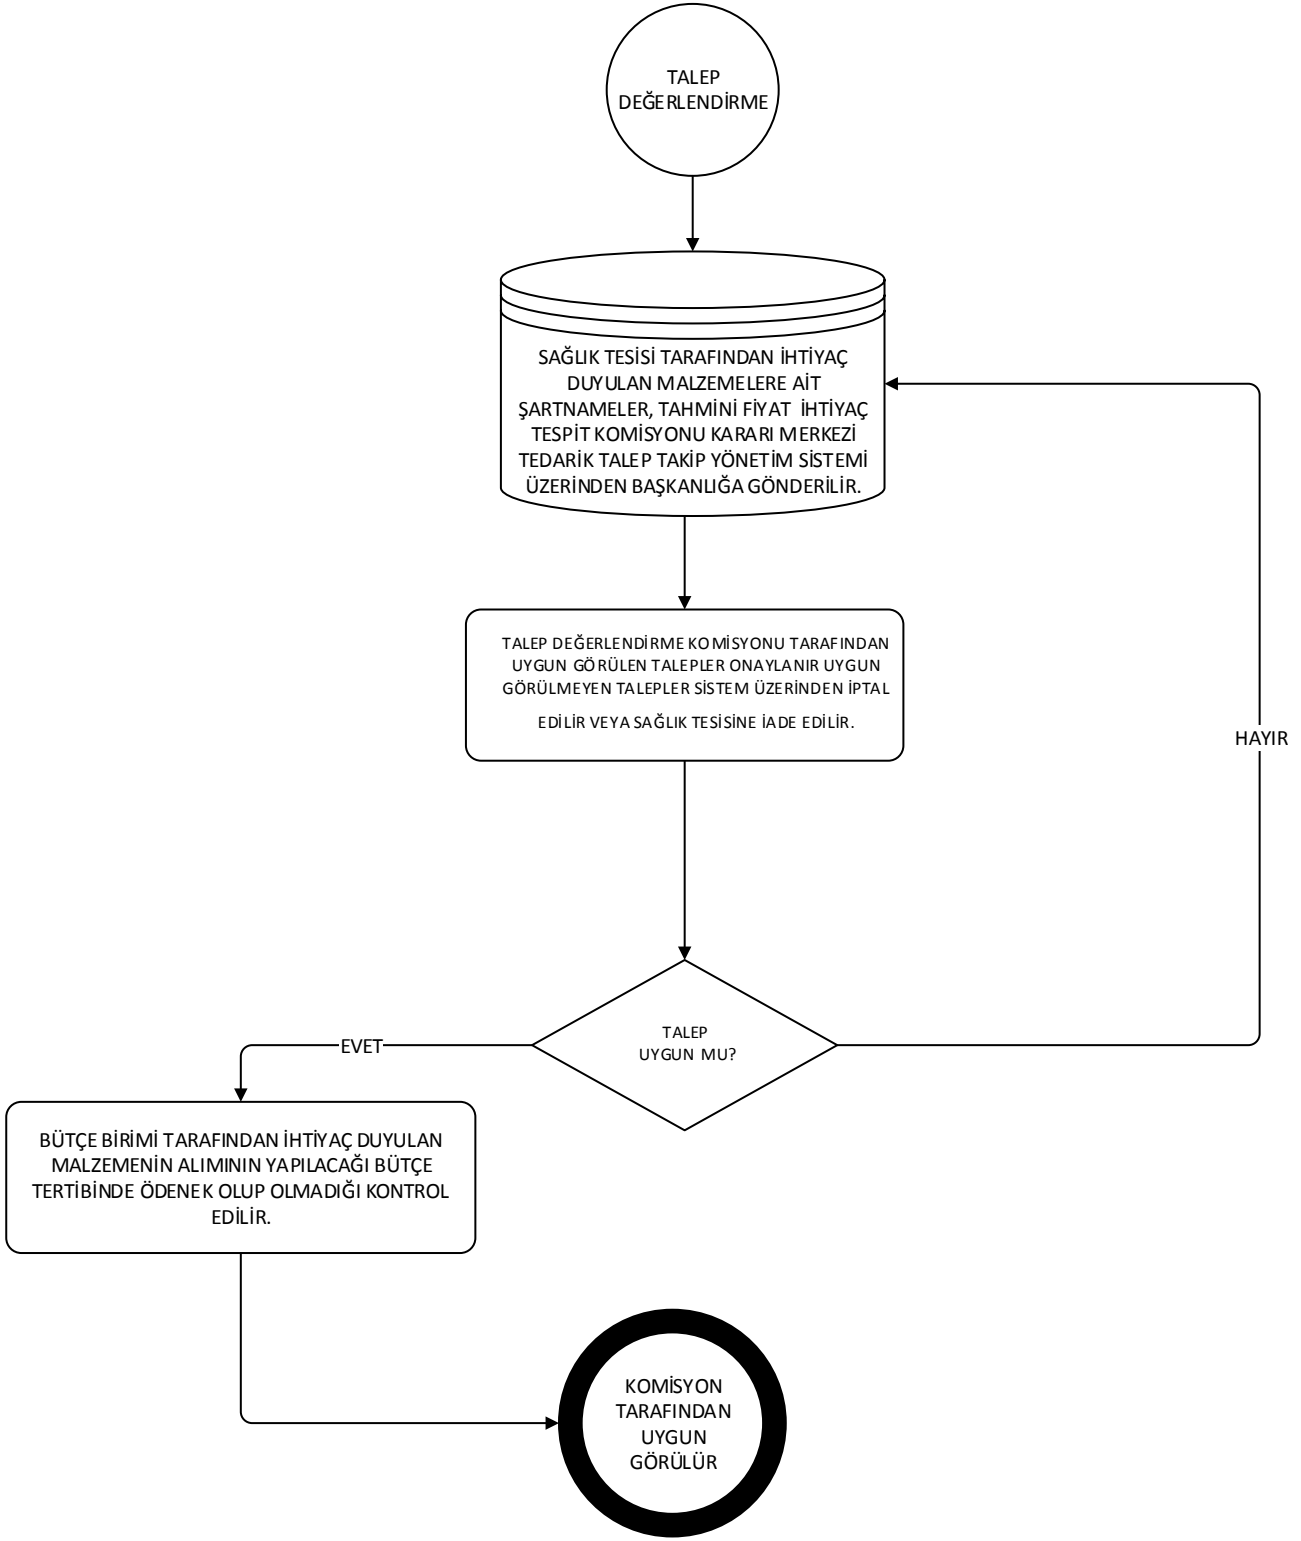 TALEP
DEĞERLENDİRME
SAĞLIK TESİSİ TARAFINDAN İHTİYAÇ
DUYULAN MALZEMELERE AİT
ŞARTNAMELER, TAHMİNİ FİYAT İHTİYAÇ
TESPİT KOMİSYONU KARARI MERKEZİ
TEDARİK TALEP TAKİP YÖNETİM SİSTEMİ
ÜZERİNDEN BAŞKANLIĞA GÖNDERİLİR.
TALEP DEĞERLENDİRME KOMİSYONU TARAFINDAN
UYGUN GÖRÜLEN TALEPLER ONAYLANIR UYGUN
GÖRÜLMEYEN TALEPLER SİSTEM ÜZERİNDEN İPTAL
EDİLİR VEYA SAĞLIK TESİSİNE İADE EDİLİR.
HAYIR
TALEP
UYGUN MU?
EVET
BÜTÇE BİRİMİ TARAFINDAN İHTİYAÇ DUYULAN
MALZEMENİN ALIMININ YAPILACAĞI BÜTÇE
TERTİBİNDE ÖDENEK OLUP OLMADIĞI KONTROL
EDİLİR.
KOMİSYON
TARAFINDAN
UYGUN
GÖRÜLÜR